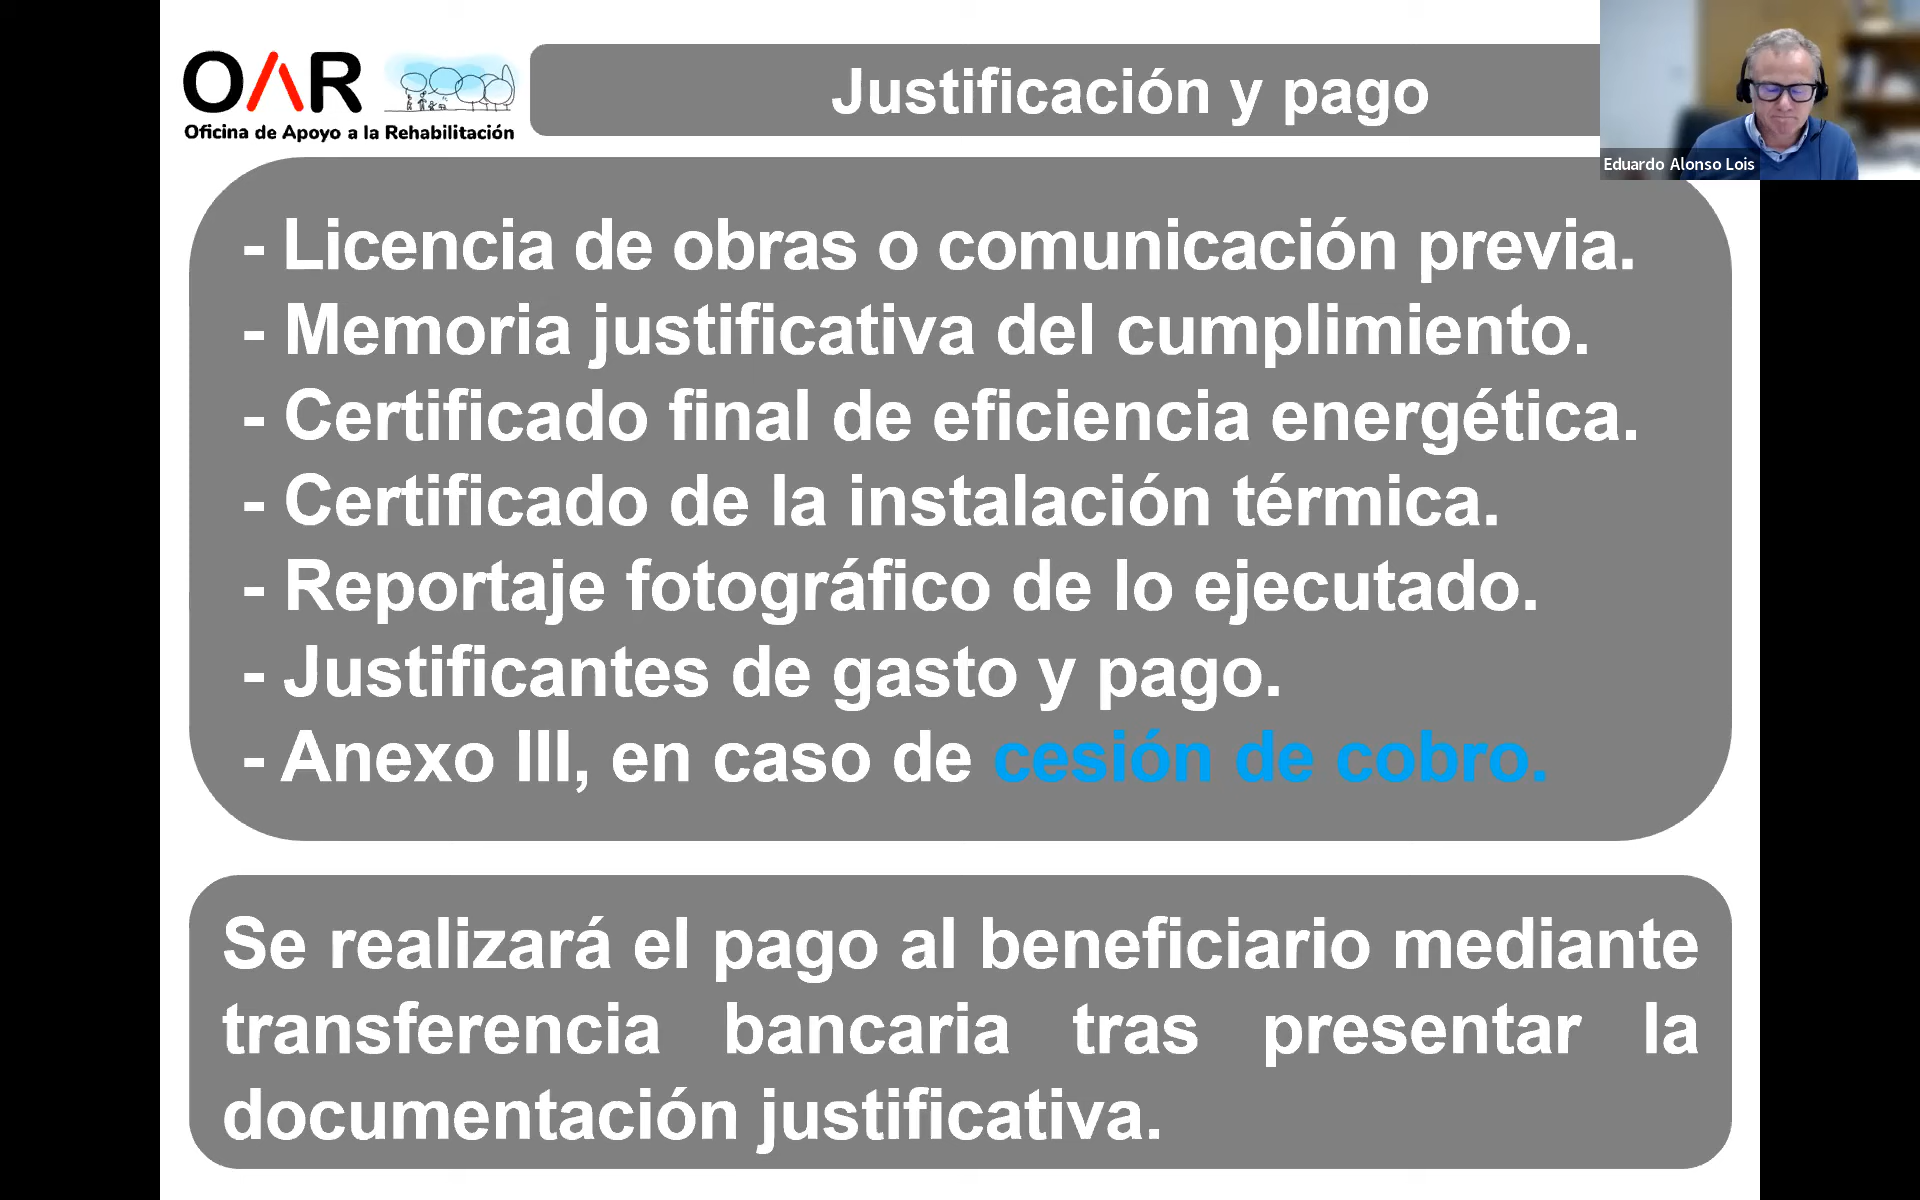 OAR
Oficina de Apoyo a la Rehabilitación
Justificación y pago
Eduardo Alonso Lois
- Licencia de obras o comunicación previa.
- Memoria justificativa del cumplimiento.
- Certificado final de eficiencia energética.
- Certificado de la instalación térmica.
- Reportaje fotográfico de lo ejecutado.
- Justificantes de gasto y pago.
- Anexo III, en caso de cesión de cobro.
Se realizará el pago al beneficiario mediante
transferencia bancaria tras presentar la
documentación justificativa.